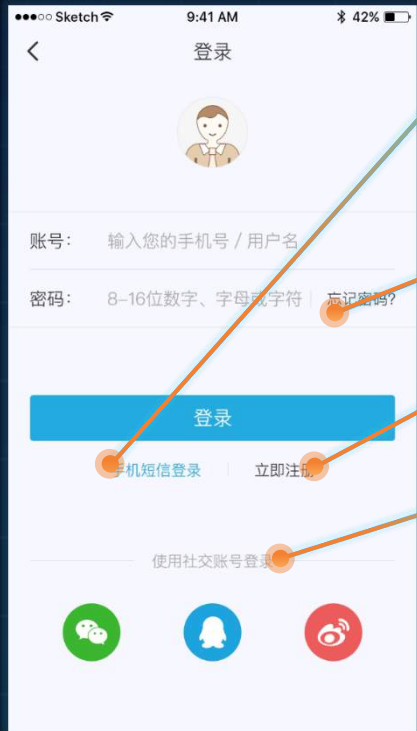 Sketch 9:41 AM 42%
登录
账号： 输入您的手机号 / 用户名
密码： 8-16位数字、字母或字符 忘记密码?
登录
手机短信登录 立即注册
使用社交账号登录